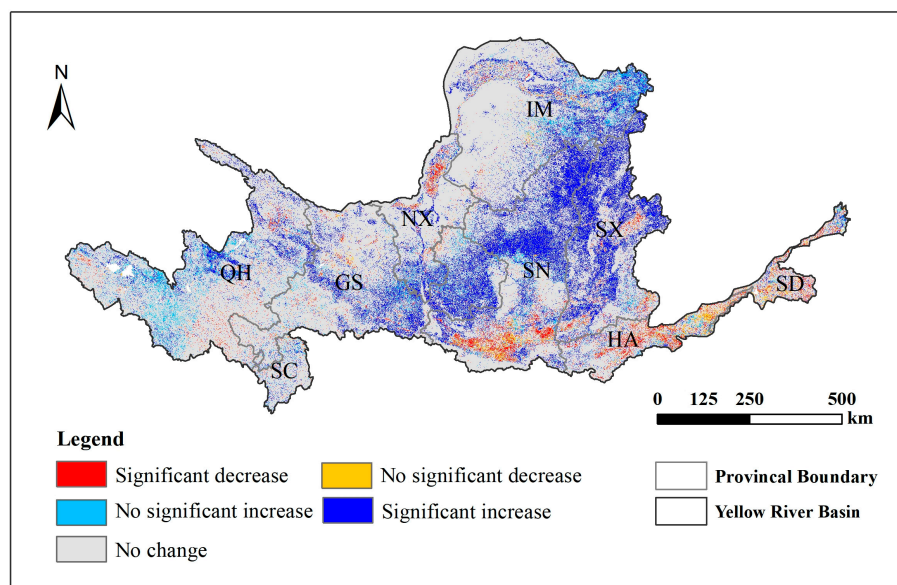 N
IM
NX
SX
QH
GS
SN
SD
HA
SC
0 125 250 500
km
Legend
Significant decrease
No significant decrease
Provincal Boundary
No significant increase
Significant increase
Yellow River Basin
No change